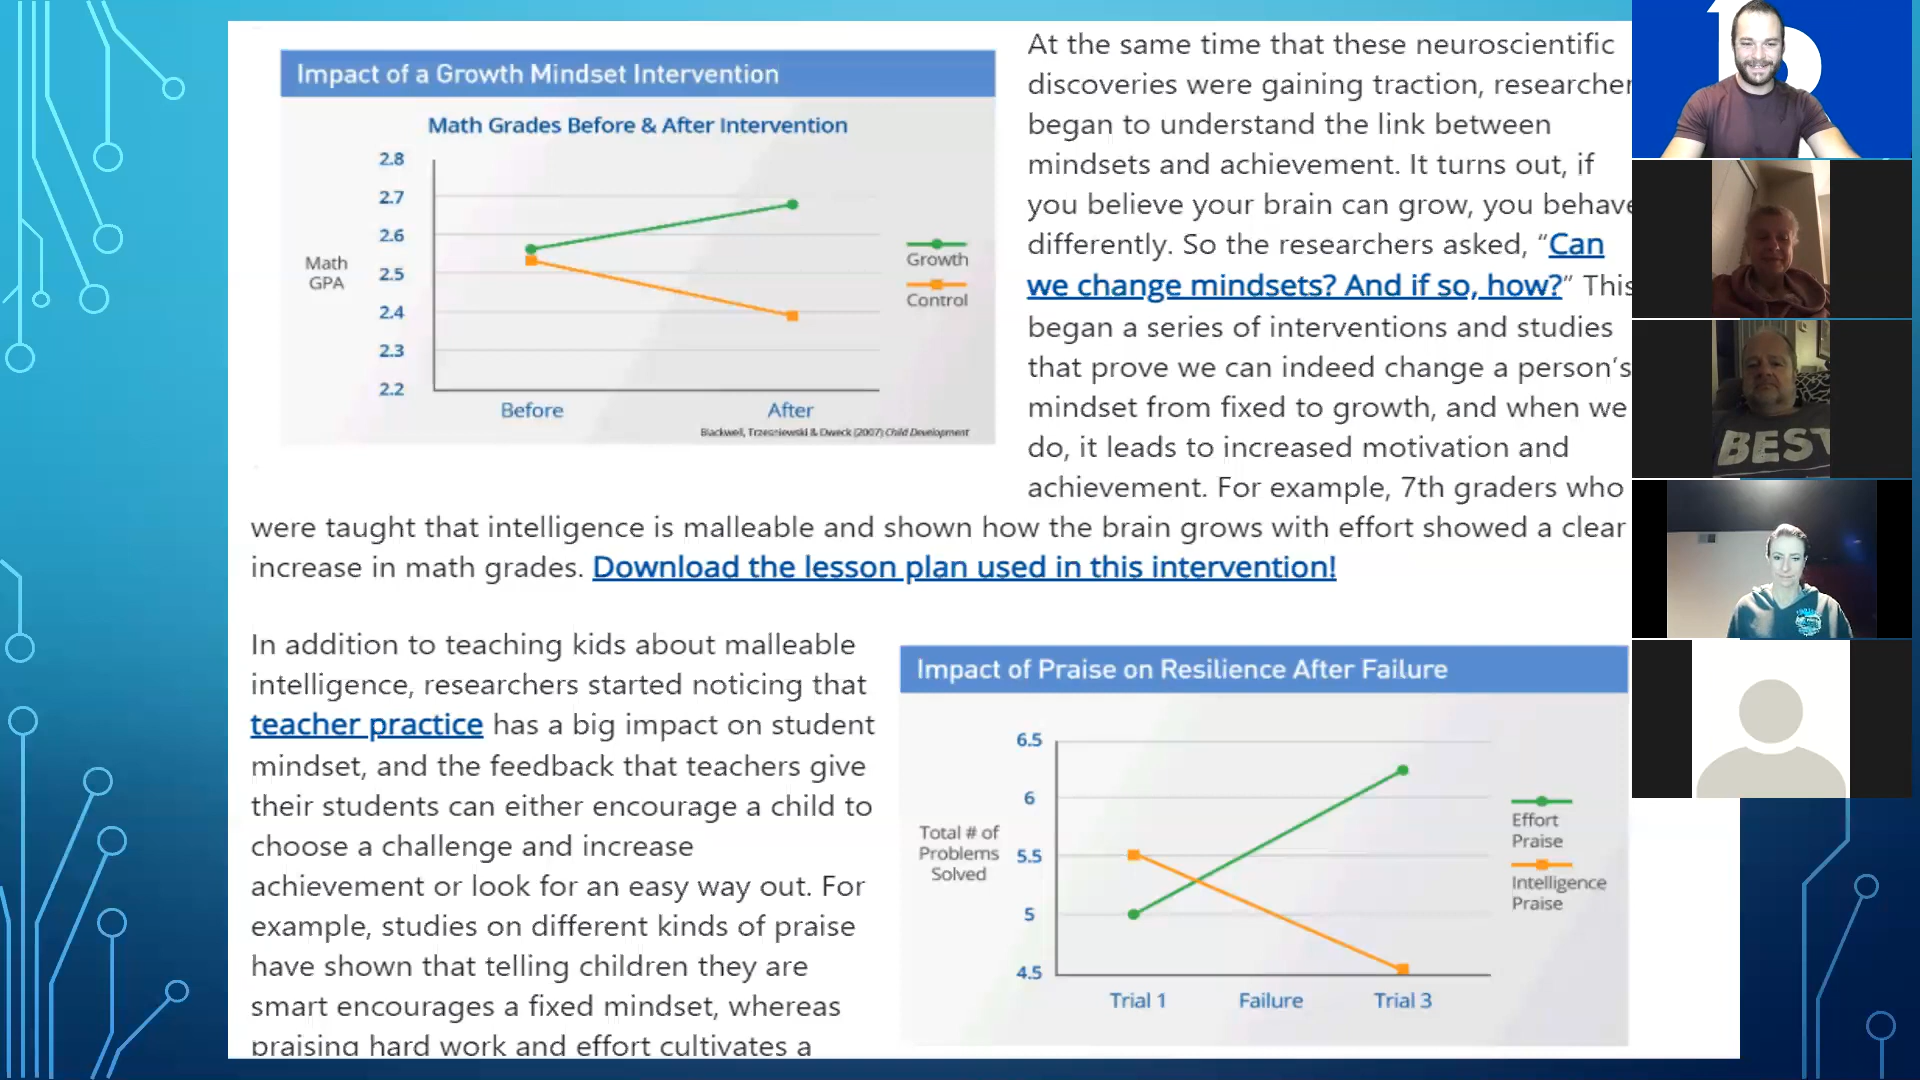 Impact of a Growth Mindset Intervention
Math Grades Before & After Intervention
2.8
2.7
2.6
2.5
2.4
2.3
2.2
Math
GPA
Growth
Control
Before After
Blackwell, Trzesniewski & Dweck (2007) Child Development
At the same time that these neuroscientific
discoveries were gaining traction, researcher
began to understand the link between
mindsets and achievement. It turns out, if
you believe your brain can grow, you behave
differently. So the researchers asked, “Can
we change mindsets? And if so, how?” This
began a series of interventions and studies
that prove we can indeed change a person’s
mindset from fixed to growth, and when we
do, it leads to increased motivation and
achievement. For example, 7th graders who
were taught that intelligence is malleable and shown how the brain grows with effort showed a clear
increase in math grades. Download the lesson plan used in this intervention!
In addition to teaching kids about malleable
intelligence, researchers started noticing that
teacher practice has a big impact on student
mindset, and the feedback that teachers give
their students can either encourage a child to
choose a challenge and increase
achievement or look for an easy way out. For
example, studies on different kinds of praise
have shown that telling children they are
smart encourages a fixed mindset, whereas
praising hard work and effort cultivates a
Impact of Praise on Resilience After Failure
6.5
6
5.5
5
4.5
Total # of
Problems
Solved
Effort
Praise
Intelligence
Praise
Trial 1 Failure Trial 3
BEST